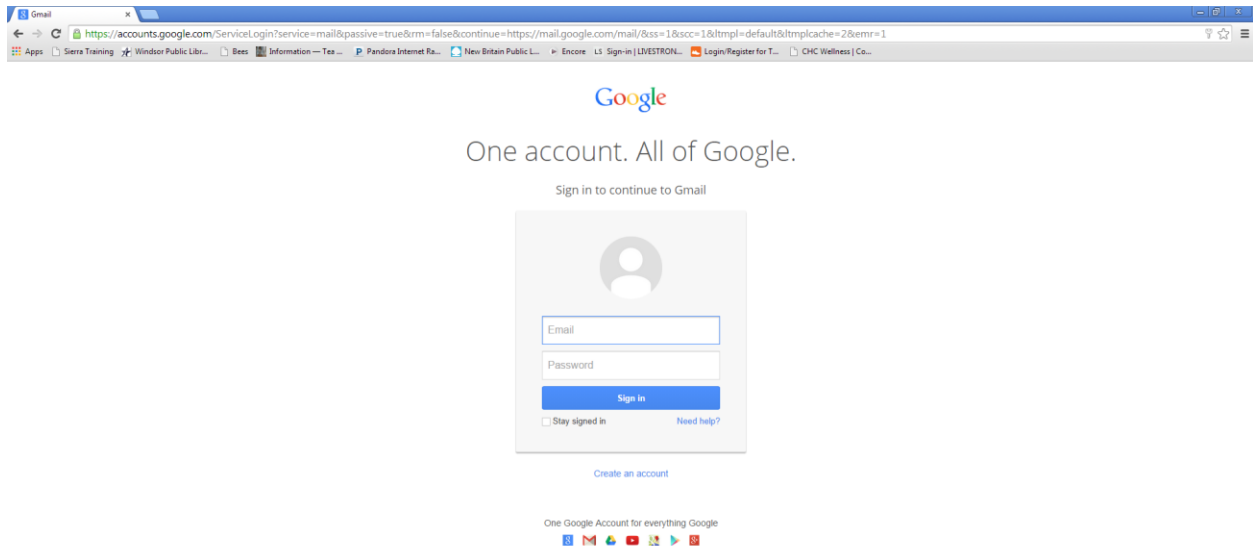 Gmail
https://accounts.google.com/ServiceLogin?service=mail&passive=true&rm=false&continue=https://mail.google.com/mail/&ss=1&scc=1&ltmpl=default&ltmplcache=2&emr=1
Apps Sierra Training Windsor Public Libr... Bees Information — Tea ... Pandora Internet Ra... New Britain Public L... Encore LS Sign-in | LIVESTRON... Login/Register for T... CHC Wellness | Co...
Google
One account. All of Google.
Sign in to continue to Gmail
Email
Password
Sign in
Stay signed in Need help?
Create an account
One Google Account for everything Google